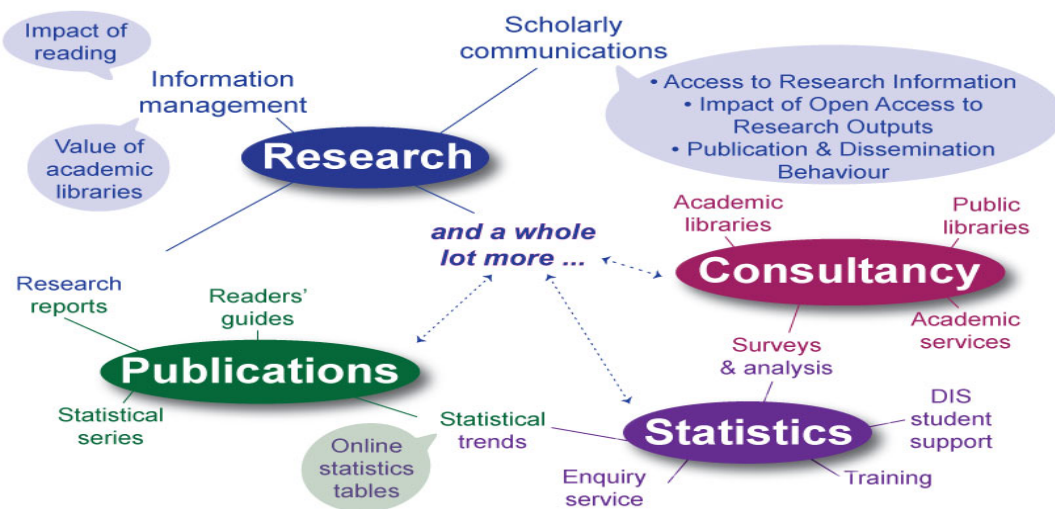 Impact of
reading
Information
management
Value of
academic
libraries
Scholarly
communications
• Access to Research Information
• Impact of Open Access to
Research Outputs
• Publication & Dissemination
Behaviour
Research
and a whole
lot more ...
Academic
libraries
Public
libraries
Consultancy
Academic
services
Surveys
& analysis
Research
reports
Readers’
guides
Publications
Statistical
series
Statistical
trends
Online
statistics
tables
Statistics
DIS
student
support
Enquiry
service
Training